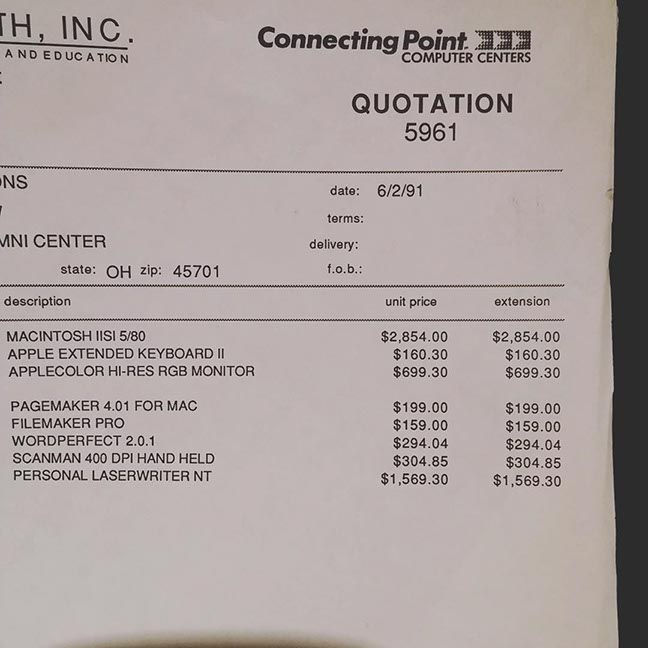 TH, INC.
AND EDUCATION
Connecting Point
COMPUTER CENTERS
QUOTATION
5961
ONS
date: 6/2/91
terms:
MNI CENTER
delivery:
state: OH zip: 45701
f.o.b.:
description unit price extension
MACINTOSH IISI 5/80 $2,854.00 $2,854.00
APPLE EXTENDED KEYBOARD II $160.30 $160.30
APPLECOLOR HI-RES RGB MONITOR $699.30 $699.30
PAGEMAKER 4.01 FOR MAC $199.00 $199.00
FILEMAKER PRO $159.00 $159.00
WORDPERFECT 2.0.1 $294.04 $294.04
SCANMAN 400 DPI HAND HELD $304.85 $304.85
PERSONAL LASERWRITER NT $1,569.30 $1,569.30